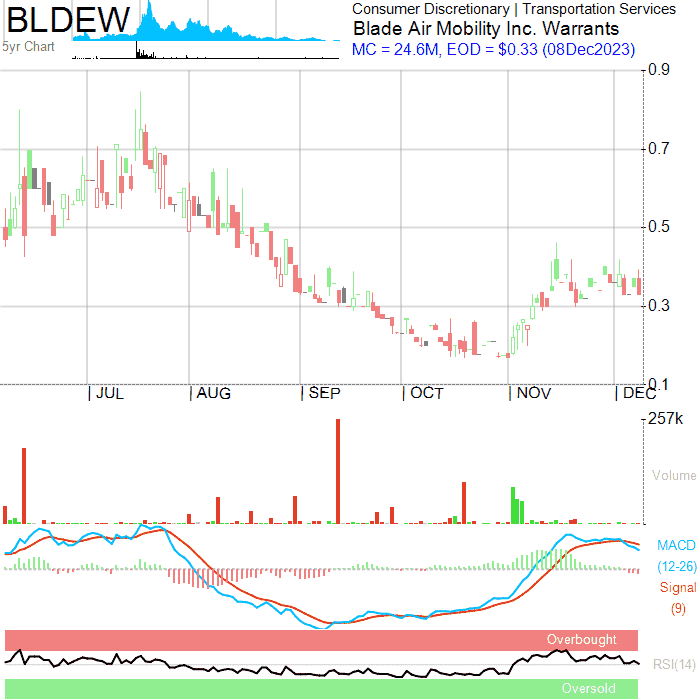 BLDEW
5yr Chart
Consumer Discretionary | Transportation Services
Blade Air Mobility Inc. Warrants
MC = 24.6M, EOD = $0.33 (08Dec2023)
0.9
0.7
0.5
0.3
0.1
| JUL | AUG | SEP | OCT | NOV | DEC
257k
Volume
MACD
(12-26)
Signal
(9)
Overbought
RSI(14)
Oversold